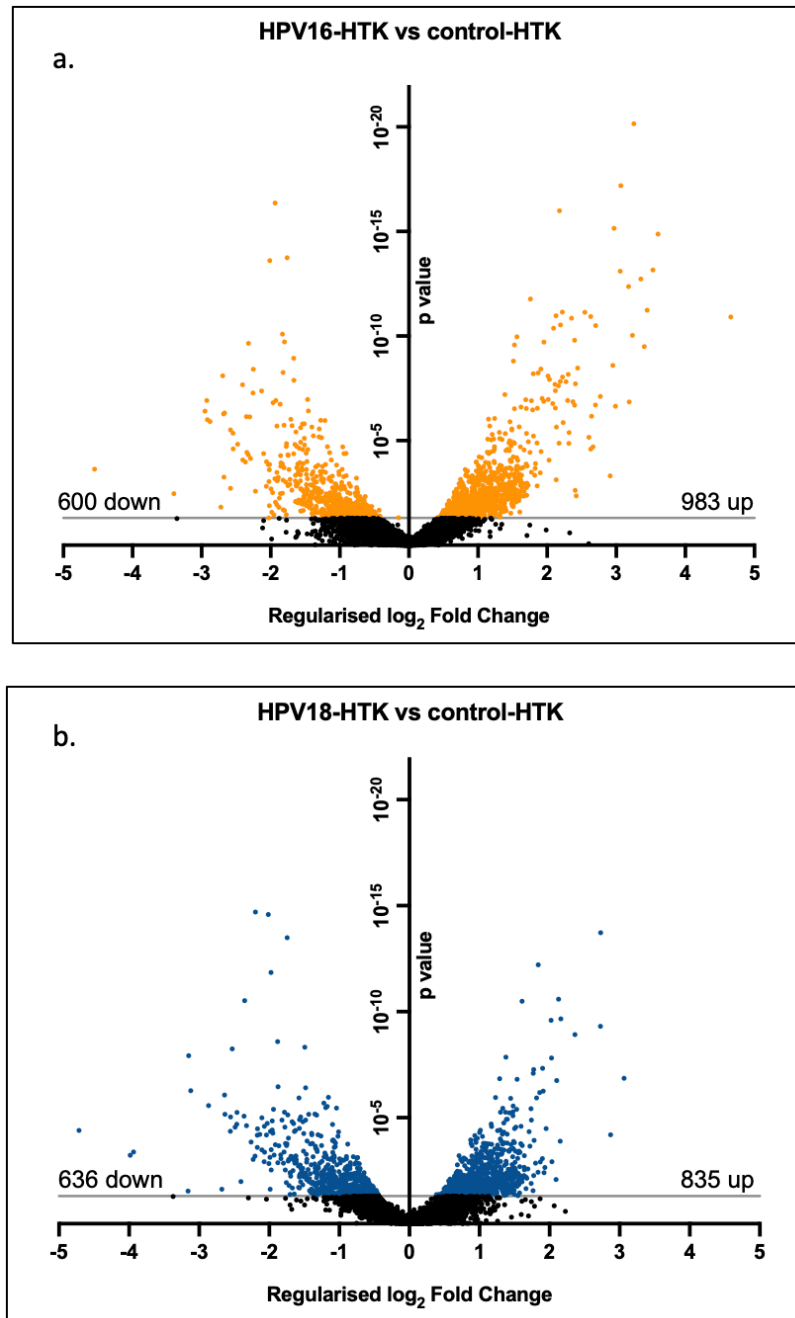 HPV16-HTK vs control-HTK
a.
10⁻²⁰
10⁻¹⁵
p value
10⁻¹⁰
10⁻⁵
600 down
983 up
-5 -4 -3 -2 -1 0 1 2 3 4 5
Regularised log₂ Fold Change
HPV18-HTK vs control-HTK
b.
10⁻²⁰
10⁻¹⁵
p value
10⁻¹⁰
10⁻⁵
636 down
835 up
-5 -4 -3 -2 -1 0 1 2 3 4 5
Regularised log₂ Fold Change